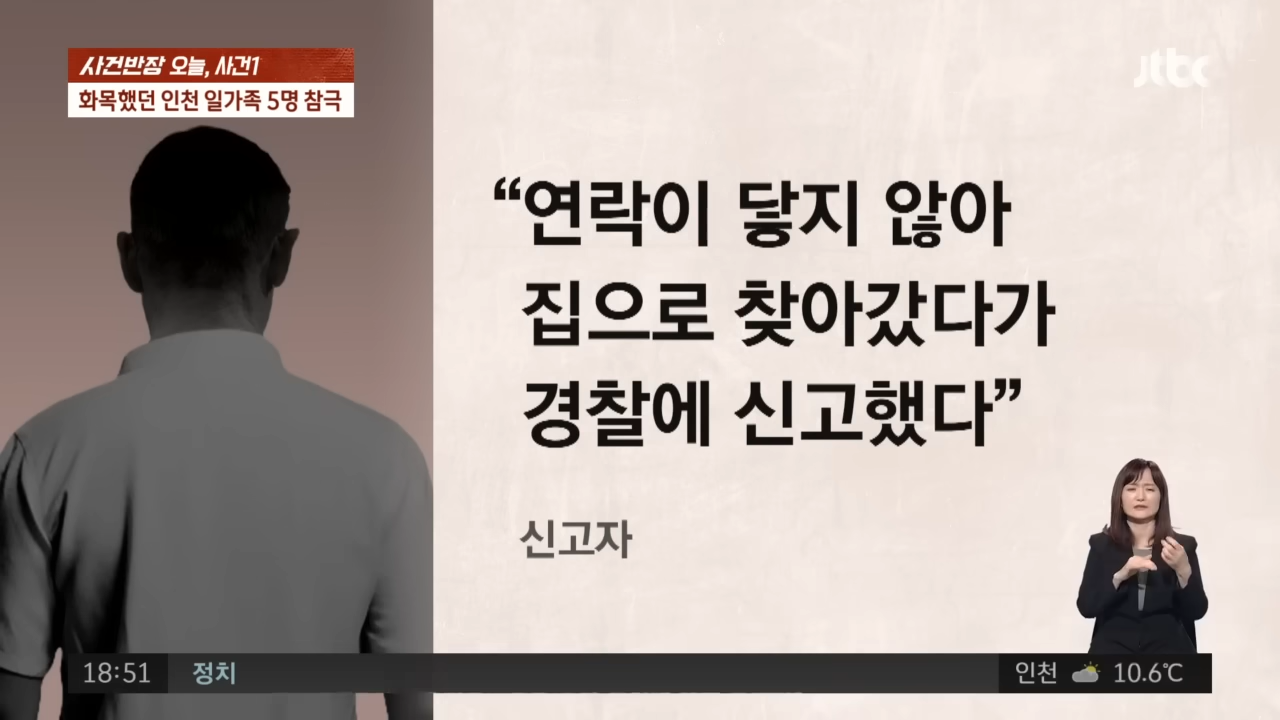 사건반장 오늘, 사건1
화목했던 인천 일가족 5명 참극
jtbc
“연락이 닿지 않아
집으로 찾아갔다가
경찰에 신고했다”
신고자
18:51 정치 인천 10.6℃